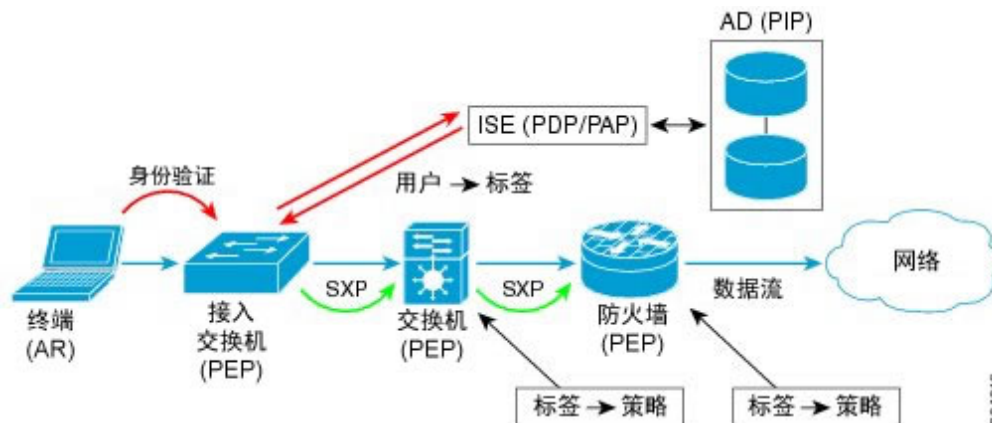 AD (PIP)
ISE (PDP/PAP)
身份验证
用户 → 标签
SXP
SXP
数据流
网络
终端
(AR)
接入
交换机
(PEP)
交换机
(PEP)
防火墙
(PEP)
标签 → 策略
标签 → 策略